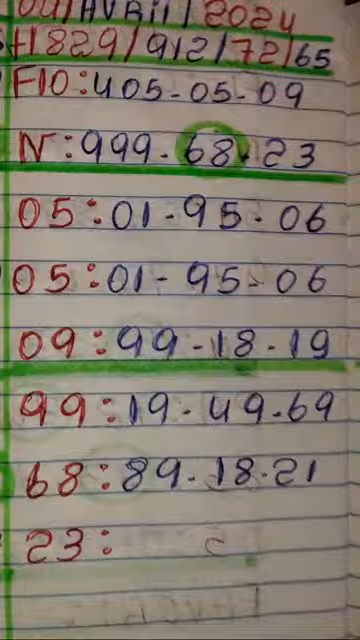 04/AVRIL/2024
+1829/912/72/65
F10:405-05-09
N:999-68-23
05:01-95-06
05:01-95-06
09:99-18-19
99:19-49-69
68:89-18-21
23: